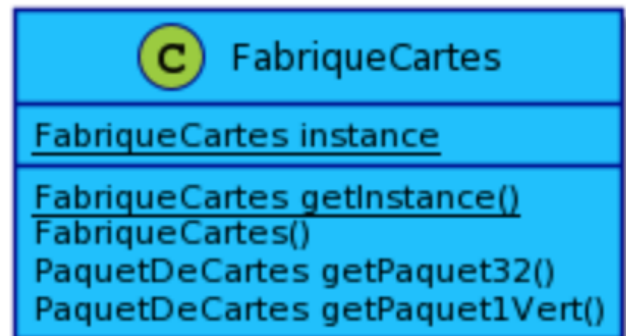 C FabriqueCartes
FabriqueCartes instance
FabriqueCartes getInstance()
FabriqueCartes()
PaquetDeCartes getPaquet32()
PaquetDeCartes getPaquet1Vert()